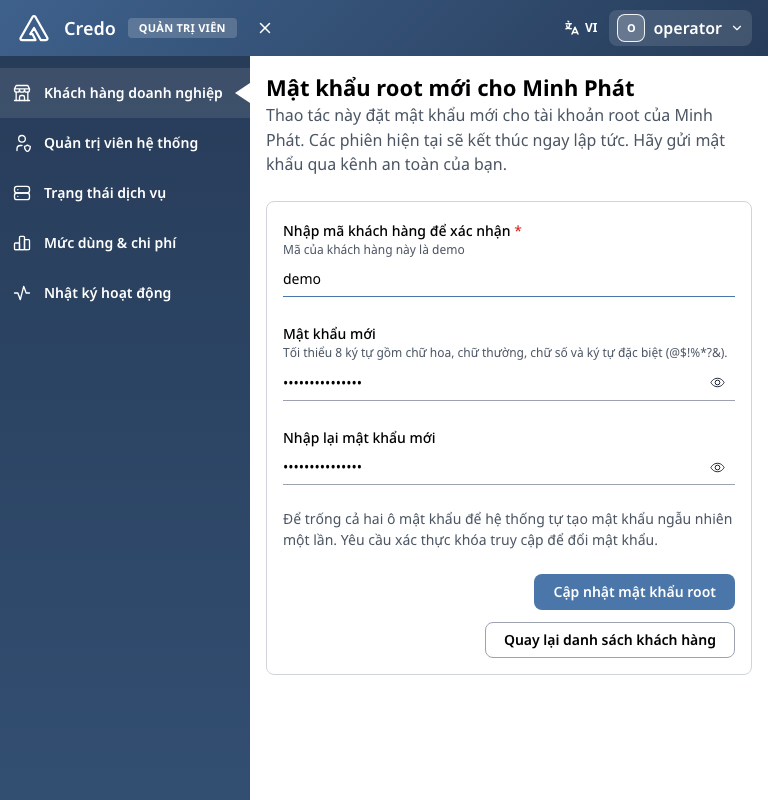 Credo
QUẢN TRỊ VIÊN
VI
O
operator
Khách hàng doanh nghiệp
Quản trị viên hệ thống
Trạng thái dịch vụ
Mức dùng & chi phí
Nhật ký hoạt động
Mật khẩu root mới cho Minh Phát
Thao tác này đặt mật khẩu mới cho tài khoản root của Minh
Phát. Các phiên hiện tại sẽ kết thúc ngay lập tức. Hãy gửi mật
khẩu qua kênh an toàn của bạn.
Nhập mã khách hàng để xác nhận *
Mã của khách hàng này là demo
demo
Mật khẩu mới
Tối thiểu 8 ký tự gồm chữ hoa, chữ thường, chữ số và ký tự đặc biệt (@$!%*?&).
•••••••••••••••
Nhập lại mật khẩu mới
•••••••••••••••
Để trống cả hai ô mật khẩu để hệ thống tự tạo mật khẩu ngẫu nhiên
một lần. Yêu cầu xác thực khóa truy cập để đổi mật khẩu.
Cập nhật mật khẩu root
Quay lại danh sách khách hàng